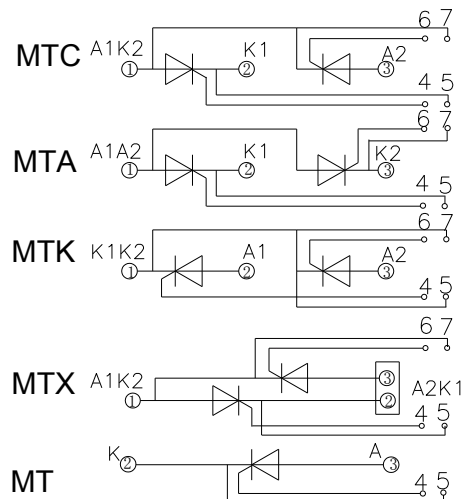 6 7
MTC A1K2 K1 A2
① ② ③
4 5
6 7
MTA A1A2 K1 K2
① ② ③
4 5
6 7
MTK K1K2 A1 A2
① ② ③
4 5
6 7
③
MTX A1K2 A2K1
① ②
4 5
MT K A
② ③
4 5